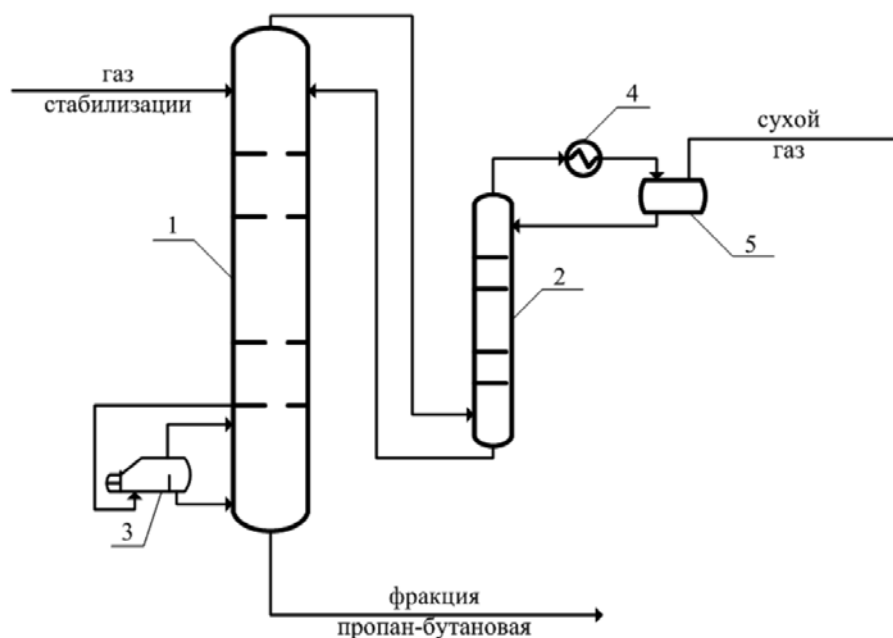 газ
стабилизации
4
сухой
газ
1
5
2
3
фракция
пропан-бутановая